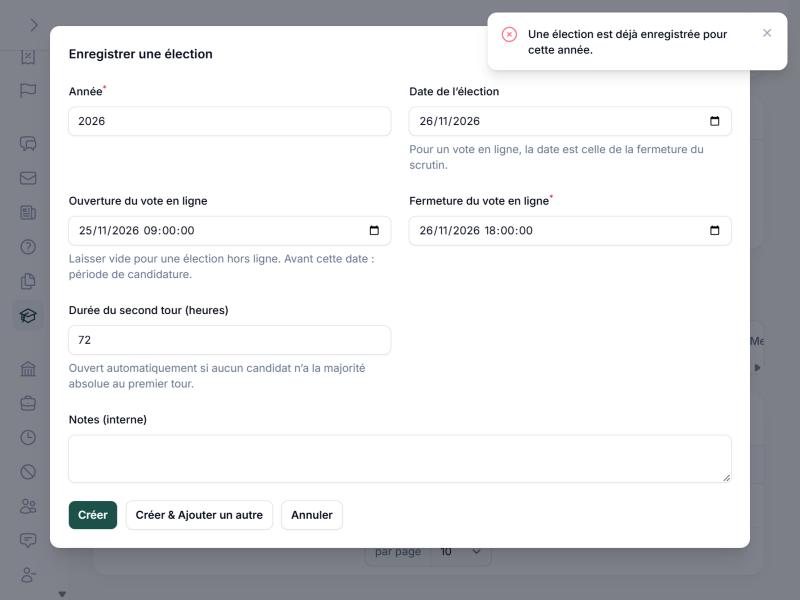 Une élection est déjà enregistrée pour
cette année.
Enregistrer une élection
Année*
Date de l’élection
2026
26/11/2026
Pour un vote en ligne, la date est celle de la fermeture du
scrutin.
Ouverture du vote en ligne
Fermeture du vote en ligne*
25/11/2026 09:00:00
26/11/2026 18:00:00
Laisser vide pour une élection hors ligne. Avant cette date :
période de candidature.
Durée du second tour (heures)
72
Me
Ouvert automatiquement si aucun candidat n’a la majorité
absolue au premier tour.
Notes (interne)
Créer
Créer & Ajouter un autre
Annuler
par page
10